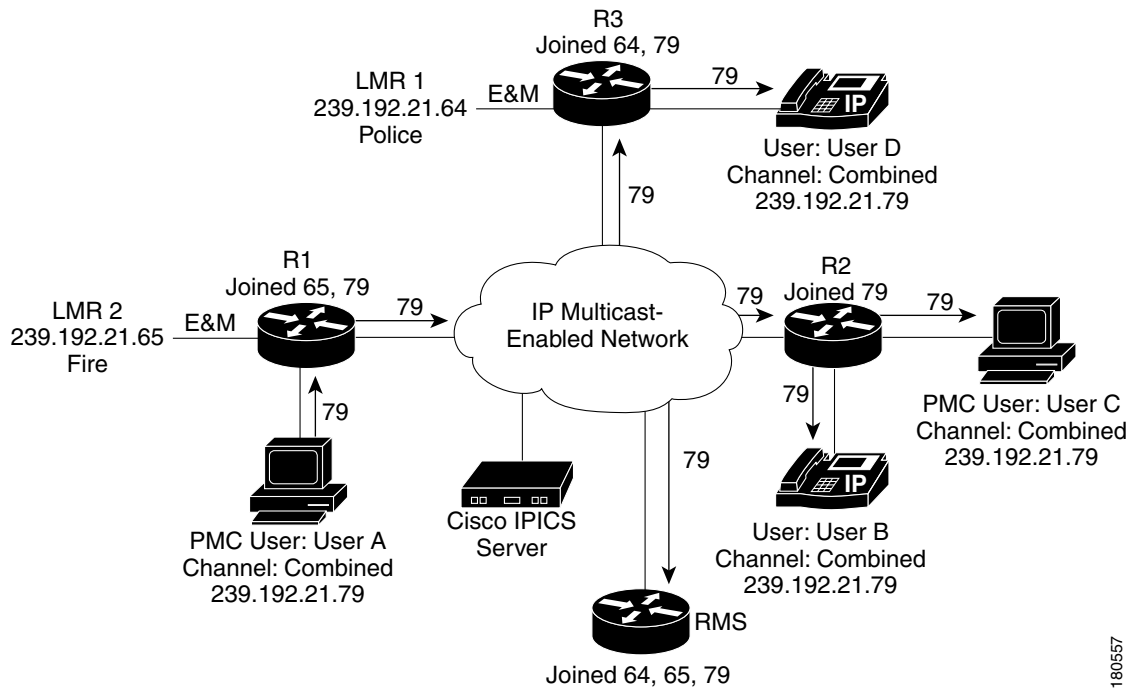 R3
Joined 64, 79
LMR 1
239.192.21.64
Police
E&M
79
IP
User: User D
Channel: Combined
239.192.21.79
79
R1
Joined 65, 79
LMR 2
239.192.21.65
Fire
E&M
79
IP Multicast-
Enabled Network
79
R2
Joined 79
79
79
79
PMC User: User A
Channel: Combined
239.192.21.79
Cisco IPICS
Server
79
IP
User: User B
Channel: Combined
239.192.21.79
PMC User: User C
Channel: Combined
239.192.21.79
RMS
Joined 64, 65, 79
180557